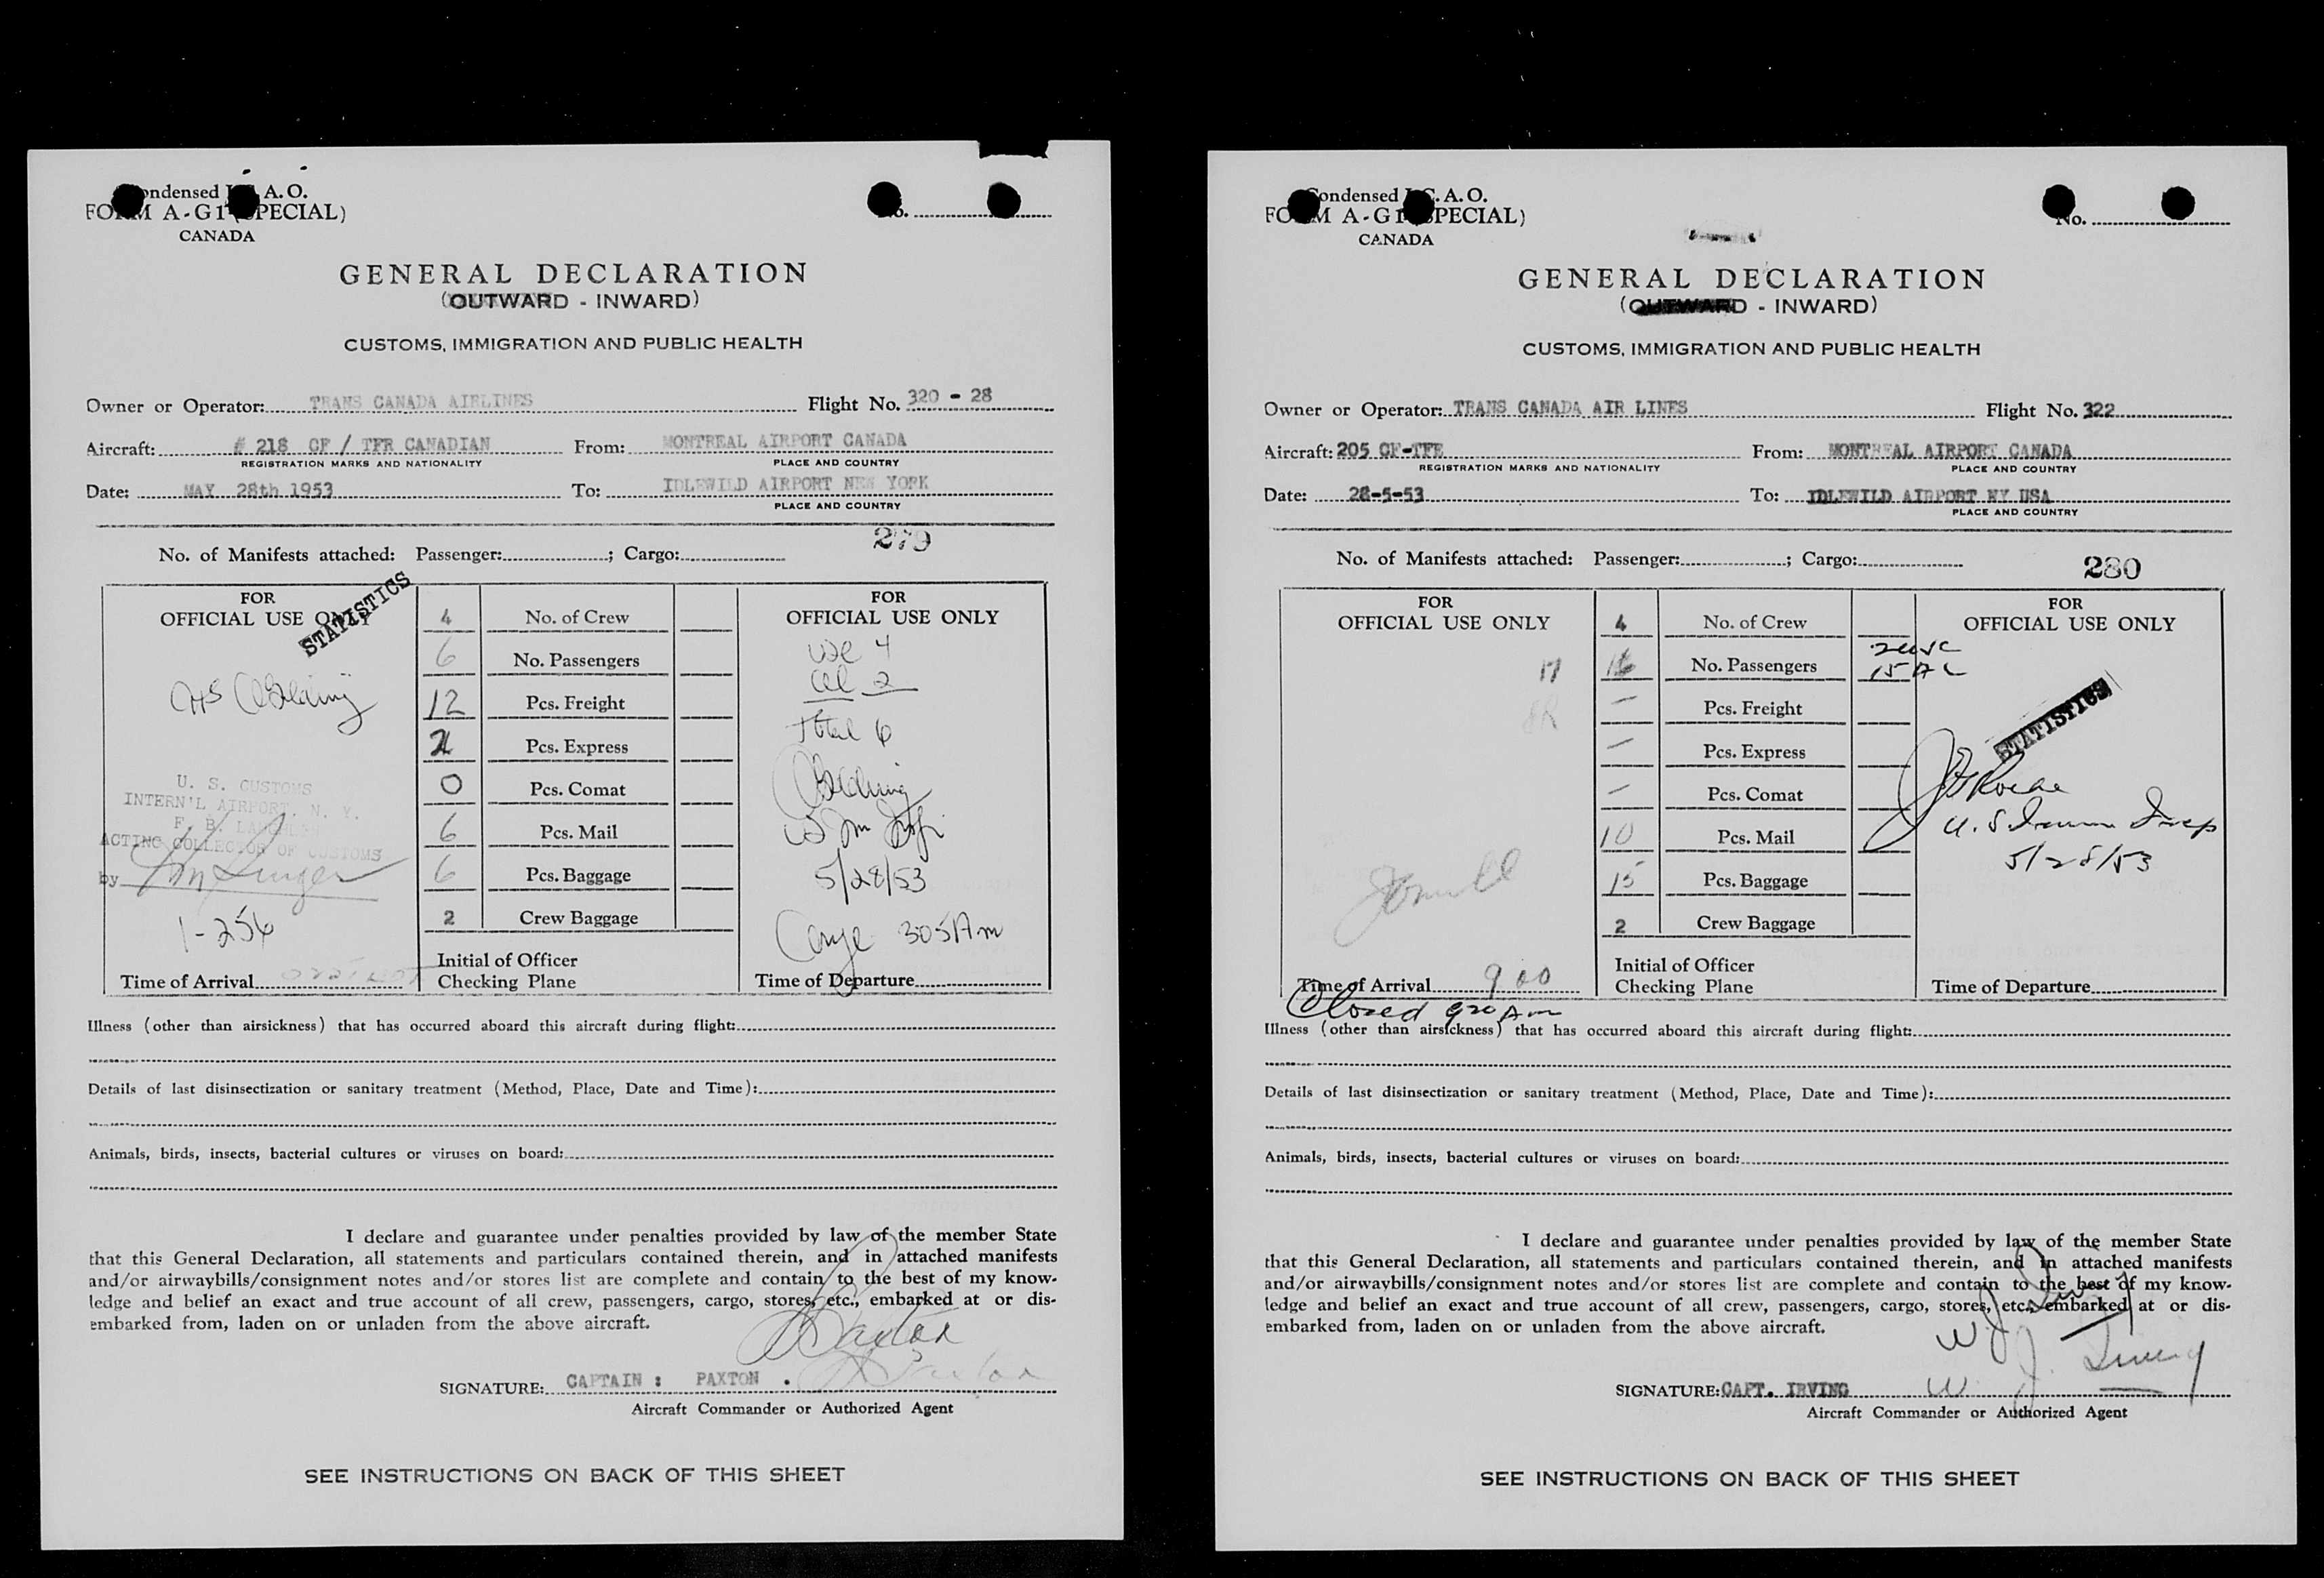 Condensed I.C.A.O.
FORM A-G1 (SPECIAL)
CANADA
No.
GENERAL DECLARATION
(OUTWARD - INWARD)
CUSTOMS, IMMIGRATION AND PUBLIC HEALTH
Owner or Operator: TRANS CANADA AIRLINES Flight No. 320 - 28
Aircraft: # 218 CF / TFR CANADIAN From: MONTREAL AIRPORT CANADA
REGISTRATION MARKS AND NATIONALITY PLACE AND COUNTRY
Date: MAY 28th 1953 To: IDLEWILD AIRPORT NEW YORK
PLACE AND COUNTRY
279
No. of Manifests attached: Passenger: ; Cargo:
FOR
OFFICIAL USE ONLY
STATISTICS
U. S. CUSTOMS
INTERN'L AIRPORT, N. Y.
F. B.
ACTING COLLECTOR OF CUSTOMS
by
1-256
Time of Arrival
4 No. of Crew
6 No. Passengers
12 Pcs. Freight
Pcs. Express
0 Pcs. Comat
6 Pcs. Mail
6 Pcs. Baggage
2 Crew Baggage
Initial of Officer
Checking Plane
FOR
OFFICIAL USE ONLY
4
2
Total 6
5/28/53
305 Am
Time of Departure
Illness (other than airsickness) that has occurred aboard this aircraft during flight:
Details of last disinsectization or sanitary treatment (Method, Place, Date and Time):
Animals, birds, insects, bacterial cultures or viruses on board:
I declare and guarantee under penalties provided by law of the member State
that this General Declaration, all statements and particulars contained therein, and in attached manifests
and/or airwaybills/consignment notes and/or stores list are complete and contain to the best of my know-
ledge and belief an exact and true account of all crew, passengers, cargo, stores, etc., embarked at or dis-
embarked from, laden on or unladen from the above aircraft.
Paxton
SIGNATURE: CAPTAIN : PAXTON . Paxton
Aircraft Commander or Authorized Agent
SEE INSTRUCTIONS ON BACK OF THIS SHEET
Condensed I.C.A.O.
FORM A-G1 (SPECIAL)
CANADA
No.
GENERAL DECLARATION
(OUTWARD - INWARD)
CUSTOMS, IMMIGRATION AND PUBLIC HEALTH
Owner or Operator: TRANS CANADA AIR LINES Flight No. 322
Aircraft: 205 CF-TFE From: MONTREAL AIRPORT CANADA
REGISTRATION MARKS AND NATIONALITY PLACE AND COUNTRY
Date: 28-5-53 To: IDLEWILD AIRPORT NY USA
PLACE AND COUNTRY
No. of Manifests attached: Passenger: ; Cargo:
280
FOR
OFFICIAL USE ONLY
17
Time of Arrival 9 00
Closed 920 Am
4 No. of Crew
16 No. Passengers
— Pcs. Freight
— Pcs. Express
— Pcs. Comat
10 Pcs. Mail
15 Pcs. Baggage
2 Crew Baggage
Initial of Officer
Checking Plane
FOR
OFFICIAL USE ONLY
STATISTICS
5/28/53
Time of Departure
Illness (other than airsickness) that has occurred aboard this aircraft during flight:
Details of last disinsectization or sanitary treatment (Method, Place, Date and Time):
Animals, birds, insects, bacterial cultures or viruses on board:
I declare and guarantee under penalties provided by law of the member State
that this General Declaration, all statements and particulars contained therein, and in attached manifests
and/or airwaybills/consignment notes and/or stores list are complete and contain to the best of my know-
ledge and belief an exact and true account of all crew, passengers, cargo, stores, etc., embarked at or dis-
embarked from, laden on or unladen from the above aircraft.
W J Irving
SIGNATURE: CAPT. IRVING W. J. Irving
Aircraft Commander or Authorized Agent
SEE INSTRUCTIONS ON BACK OF THIS SHEET